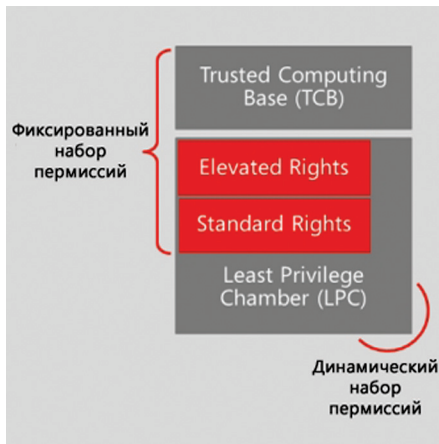 Trusted Computing
Base (TCB)
Фиксированный
набор
пермиссий
Elevated Rights
Standard Rights
Least Privilege
Chamber (LPC)
Динамический
набор
пермиссий